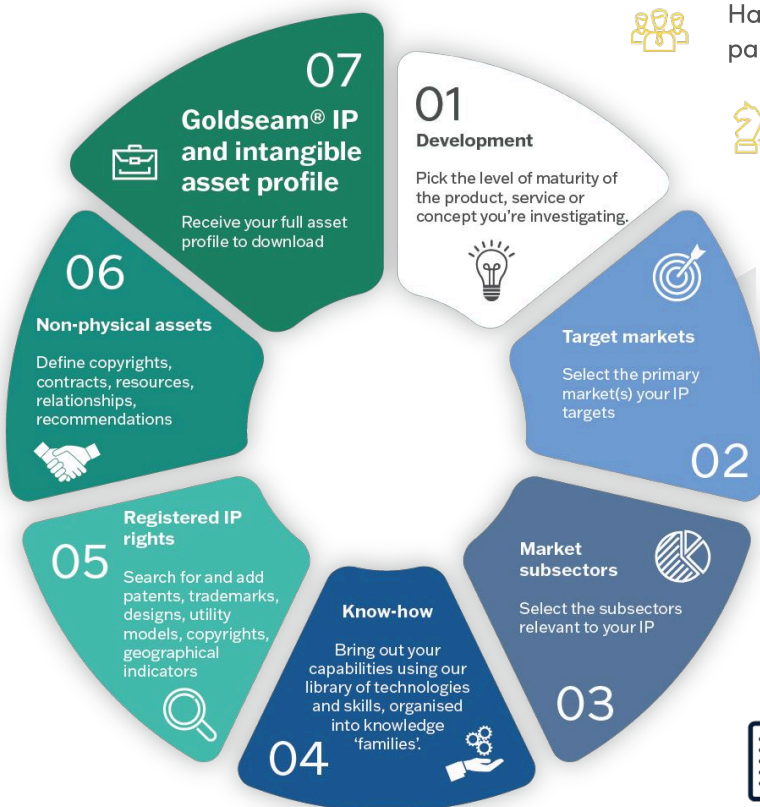 07
Goldseam® IP
and intangible
asset profile
Receive your full asset
profile to download
01
Development
Pick the level of maturity of
the product, service or
concept you're investigating.
Target markets
Select the primary
market(s) your IP
targets
02
Market
subsectors
Select the subsectors
relevant to your IP
03
Know-how
Bring out your
capabilities using our
library of technologies
and skills, organised
into knowledge
‘families’.
04
Registered IP
rights
05
Search for and add
patents, trademarks,
designs, utility
models, copyrights,
geographical
indicators
06
Non-physical assets
Define copyrights,
contracts, resources,
relationships,
recommendations